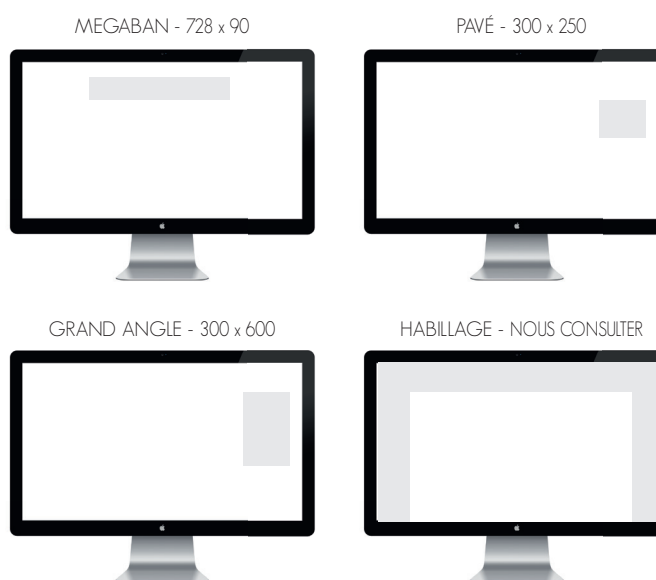 MEGABAN - 728 x 90
PAVÉ - 300 x 250
GRAND ANGLE - 300 x 600
HABILLAGE - NOUS CONSULTER